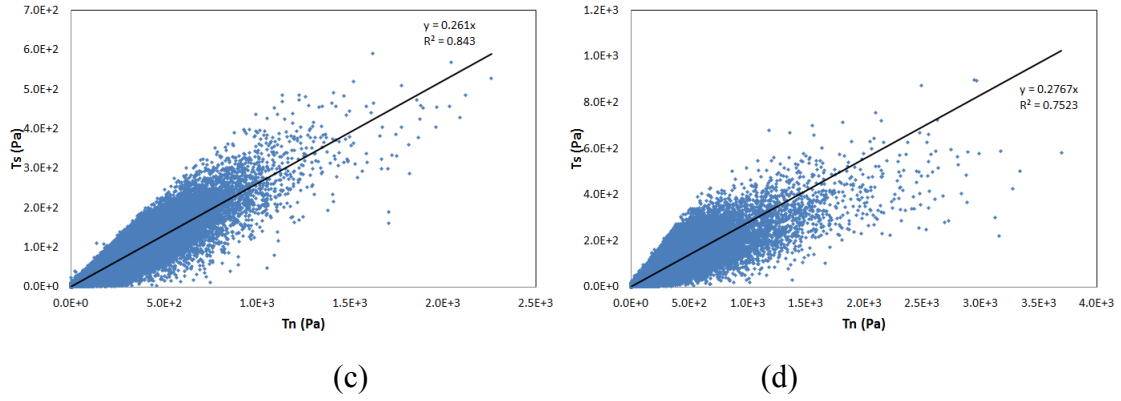 7.0E+2
6.0E+2
5.0E+2
4.0E+2
3.0E+2
2.0E+2
1.0E+2
0.0E+0
Ts (Pa)
y = 0.261x
R² = 0.843
0.0E+0 5.0E+2 1.0E+3 1.5E+3 2.0E+3 2.5E+3
Tn (Pa)
(c)
1.2E+3
1.0E+3
8.0E+2
6.0E+2
4.0E+2
2.0E+2
0.0E+0
Ts (Pa)
y = 0.2767x
R² = 0.7523
0.0E+0 5.0E+2 1.0E+3 1.5E+3 2.0E+3 2.5E+3 3.0E+3 3.5E+3 4.0E+3
Tn (Pa)
(d)